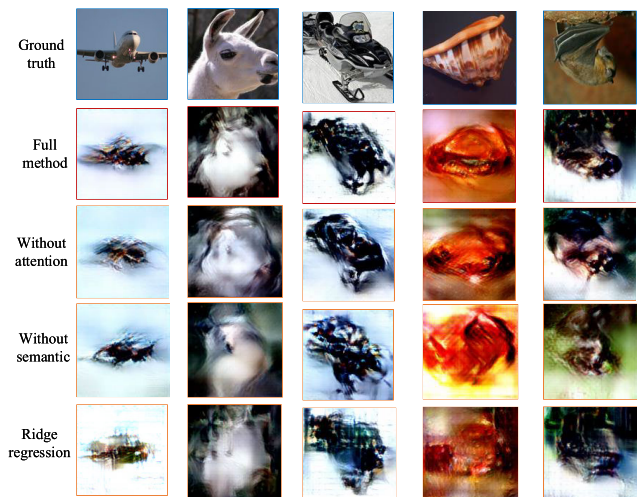 Ground
truth
Full
method
Without
attention
Without
semantic
Ridge
regression